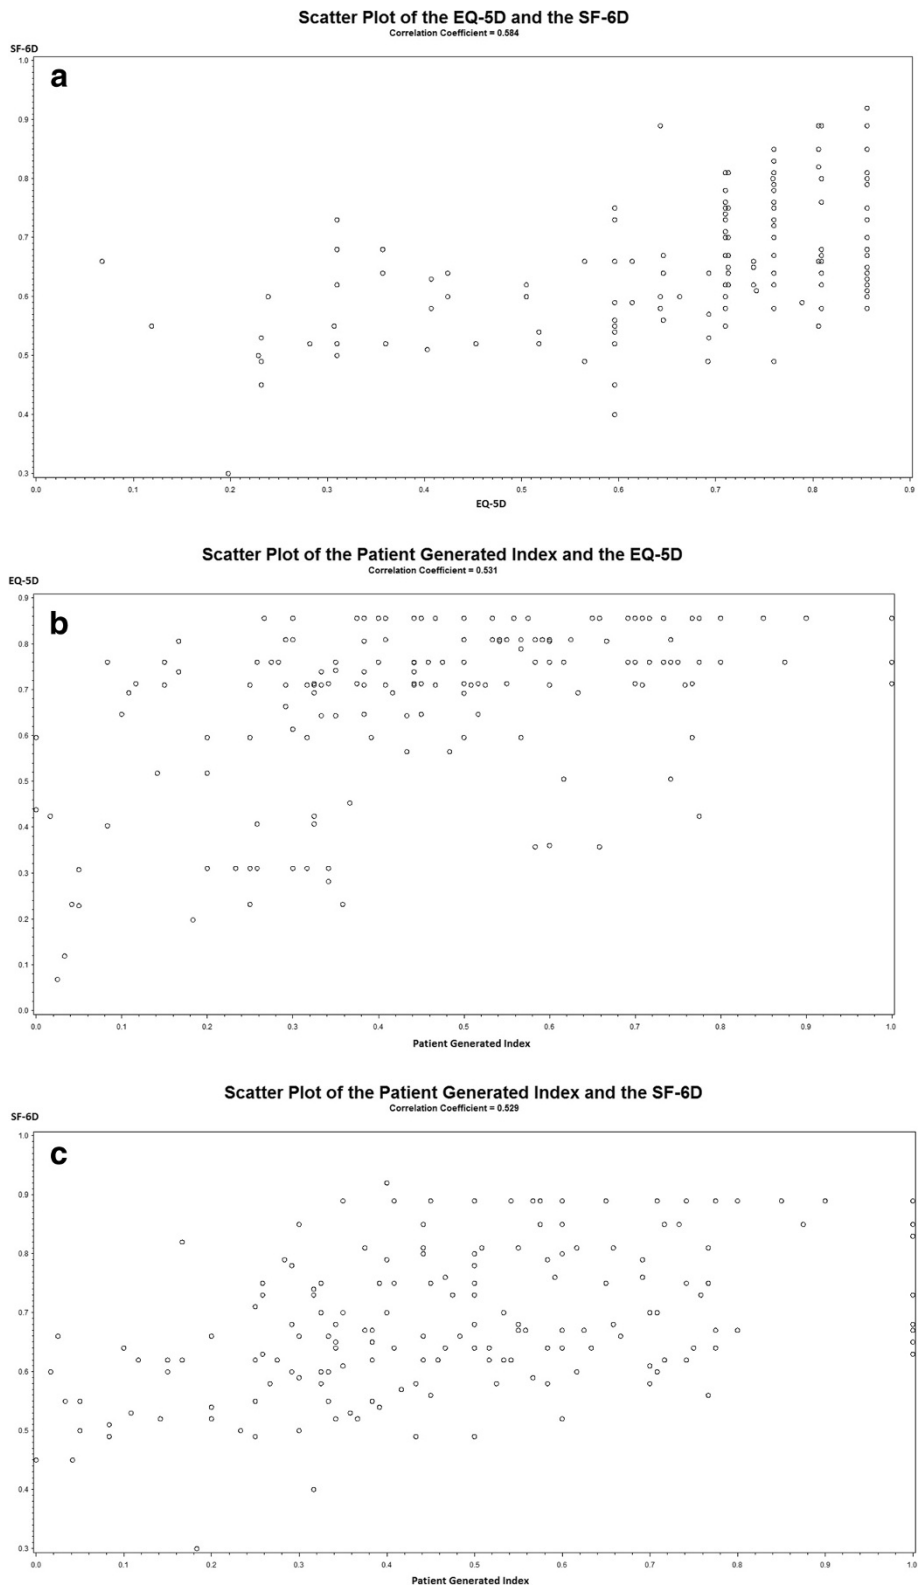 Scatter Plot of the EQ-5D and the SF-6D
Correlation Coefficient = 0.584
SF-6D
a
1.0
0.9
0.8
0.7
0.6
0.5
0.4
0.3
0.0 0.1 0.2 0.3 0.4 0.5 0.6 0.7 0.8 0.9
EQ-5D
Scatter Plot of the Patient Generated Index and the EQ-5D
Correlation Coefficient = 0.531
EQ-5D
b
0.9
0.8
0.7
0.6
0.5
0.4
0.3
0.2
0.1
0.0
0.0 0.1 0.2 0.3 0.4 0.5 0.6 0.7 0.8 0.9 1.0
Patient Generated Index
Scatter Plot of the Patient Generated Index and the SF-6D
Correlation Coefficient = 0.529
SF-6D
c
1.0
0.9
0.8
0.7
0.6
0.5
0.4
0.3
0.0 0.1 0.2 0.3 0.4 0.5 0.6 0.7 0.8 0.9 1.0
Patient Generated Index